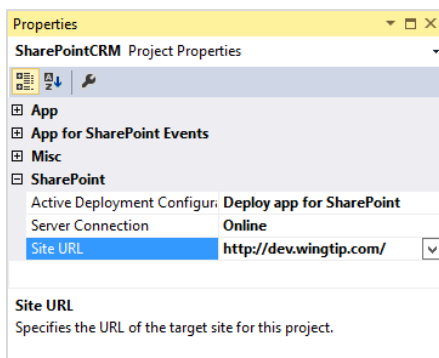 Properties
SharePointCRM Project Properties
App
App for SharePoint Events
Misc
SharePoint
Active Deployment Configur Deploy app for SharePoint
Server Connection Online
Site URL http://dev.wingtip.com/
Site URL
Specifies the URL of the target site for this project.